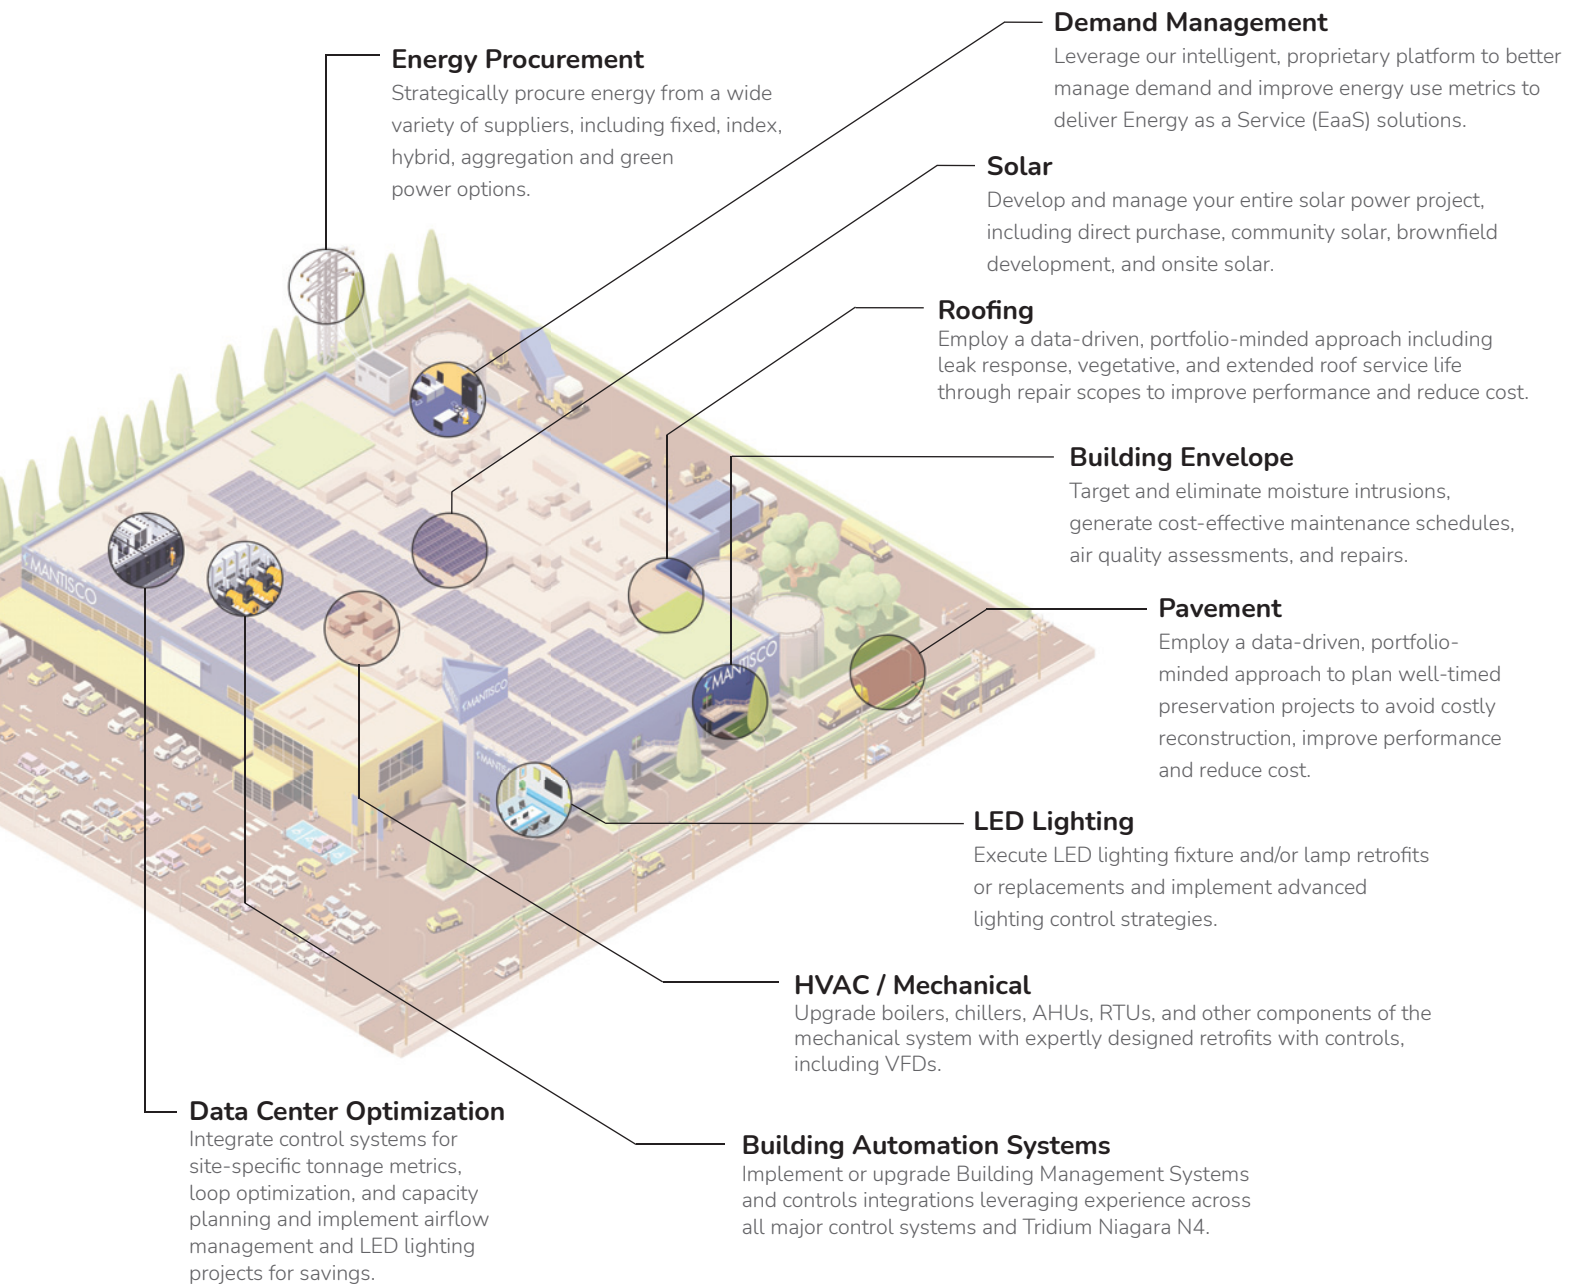 Demand Management
Leverage our intelligent, proprietary platform to better
manage demand and improve energy use metrics to
deliver Energy as a Service (EaaS) solutions.
Energy Procurement
Strategically procure energy from a wide
variety of suppliers, including fixed, index,
hybrid, aggregation and green
power options.
Solar
Develop and manage your entire solar power project,
including direct purchase, community solar, brownfield
development, and onsite solar.
Roofing
Employ a data-driven, portfolio-minded approach including
leak response, vegetative, and extended roof service life
through repair scopes to improve performance and reduce cost.
Building Envelope
Target and eliminate moisture intrusions,
generate cost-effective maintenance schedules,
air quality assessments, and repairs.
MANTISCO
MANTISCO
MANTISCO
Pavement
Employ a data-driven, portfolio-
minded approach to plan well-timed
preservation projects to avoid costly
reconstruction, improve performance
and reduce cost.
LED Lighting
Execute LED lighting fixture and/or lamp retrofits
or replacements and implement advanced
lighting control strategies.
HVAC / Mechanical
Upgrade boilers, chillers, AHUs, RTUs, and other components of the
mechanical system with expertly designed retrofits with controls,
including VFDs.
Data Center Optimization
Integrate control systems for
site-specific tonnage metrics,
loop optimization, and capacity
planning and implement airflow
management and LED lighting
projects for savings.
Building Automation Systems
Implement or upgrade Building Management Systems
and controls integrations leveraging experience across
all major control systems and Tridium Niagara N4.